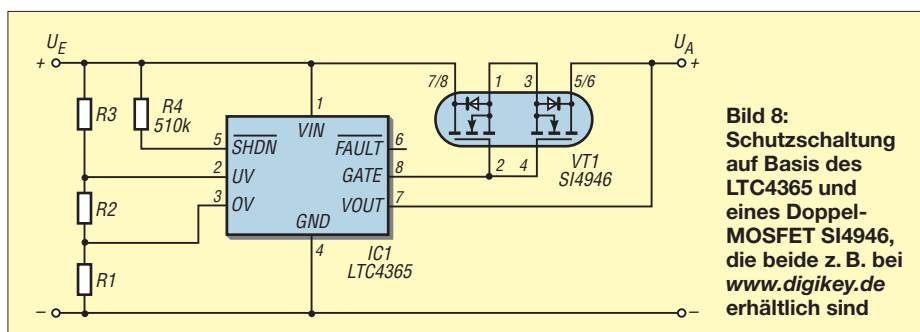 U_E
+
R3
R4
510k
R2
R1
–
1
VIN
5
SHDN
FAULT
6
2
UV
GATE
8
3
OV
VOUT
7
GND
4
IC1
LTC4365
7/8
1
3
5/6
2
4
VT1
SI4946
U_A
+
–
Bild 8:
Schutzschaltung
auf Basis des
LTC4365 und
eines Doppel-
MOSFET SI4946,
die beide z. B. bei
www.digikey.de
erhältlich sind